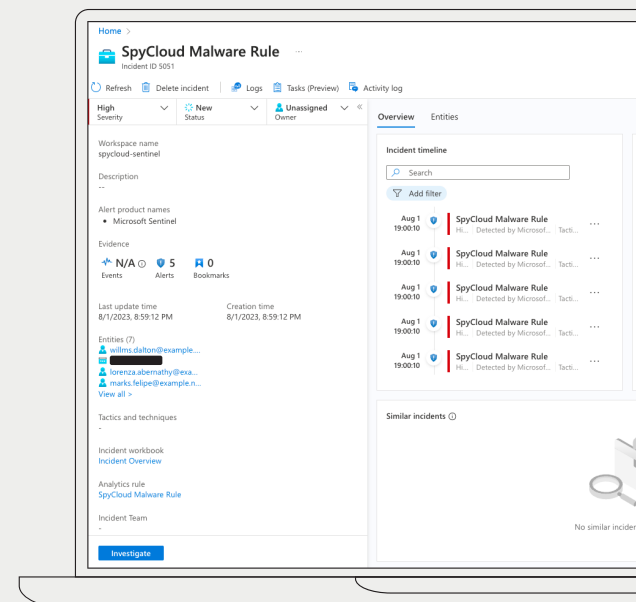 Home >
SpyCloud Malware Rule ...
Incident ID 5051
Refresh Delete incident Logs Tasks (Preview) Activity log
High New Unassigned «
Severity Status Owner
Workspace name
spycloud-sentinel
Description
--
Alert product names
• Microsoft Sentinel
Evidence
N/A 5 0
Events Alerts Bookmarks
Last update time Creation time
8/1/2023, 8:59:12 PM 8/1/2023, 8:59:12 PM
Entities (7)
willms.dalton@example....
lorenza.abernathy@exa...
marks.felipe@example.n...
View all >
Tactics and techniques
-
Incident workbook
Incident Overview
Analytics rule
SpyCloud Malware Rule
Incident Team
-
Investigate
Overview Entities
Incident timeline
Search
Add filter
Aug 1 SpyCloud Malware Rule ...
19:00:10 Hi... Detected by Microsof... Tacti...
Aug 1 SpyCloud Malware Rule ...
19:00:10 Hi... Detected by Microsof... Tacti...
Aug 1 SpyCloud Malware Rule ...
19:00:10 Hi... Detected by Microsof... Tacti...
Aug 1 SpyCloud Malware Rule ...
19:00:10 Hi... Detected by Microsof... Tacti...
Aug 1 SpyCloud Malware Rule ...
19:00:10 Hi... Detected by Microsof... Tacti...
Similar incidents
No similar inciden